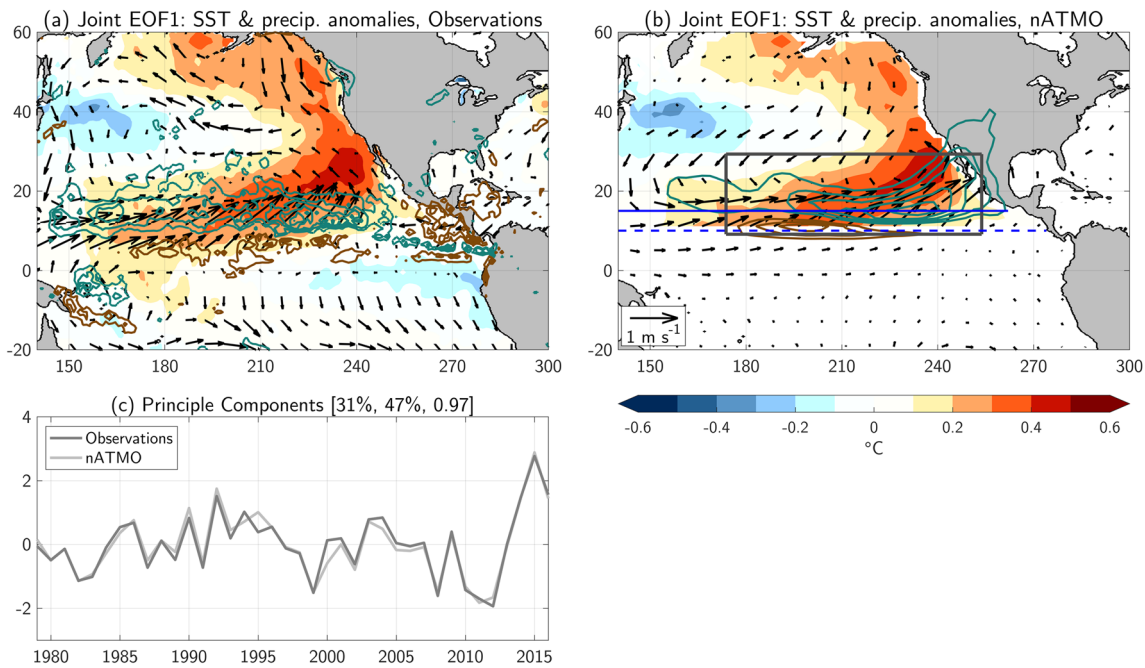 (a) Joint EOF1: SST & precip. anomalies, Observations
60
40
20
0
-20
150 180 210 240 270 300
(b) Joint EOF1: SST & precip. anomalies, nATMO
60
40
20
0
-20
1 m s⁻¹
150 180 210 240 270 300
-0.6 -0.4 -0.2 0 0.2 0.4 0.6
°C
(c) Principle Components [31%, 47%, 0.97]
4
2
0
-2
Observations
nATMO
1980 1985 1990 1995 2000 2005 2010 2015